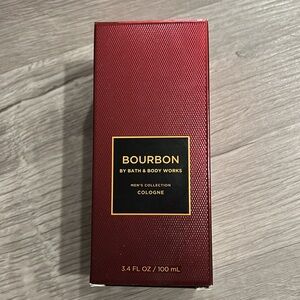 BOURBON
BY BATH & BODY WORKS
MEN'S COLLECTION
COLOGNE
3.4 FL OZ / 100 mL